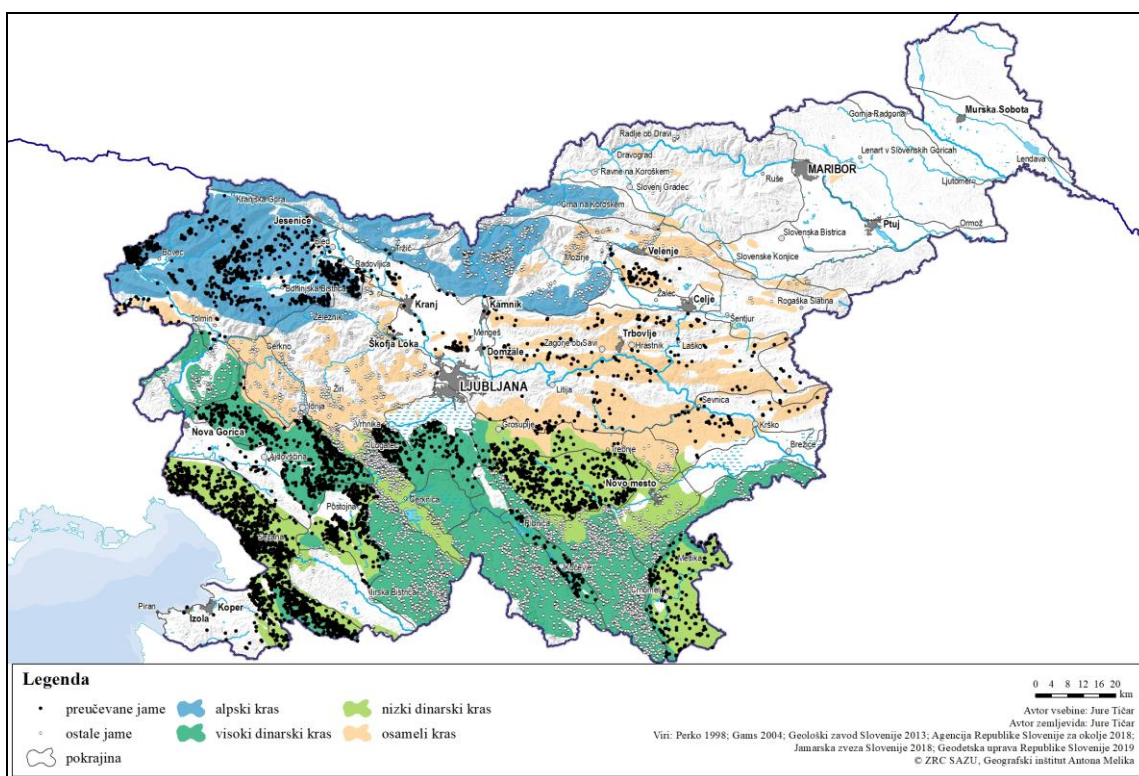 Murska Sobota
Gornja Radgona
Radlje ob Dravi
Lenart v Slovenskih Goricah
Dravograd
MARIBOR
Lendava
Ravne na Koroškem
Ruše
Ljutomer
Slovenj Gradec
Kranjska Gora
Črna na Koroškem
Ptuj
Ormož
Jesenice
Slovenska Bistrica
Bled
Tržič
Velenje
Bovec
Mozirje
Radovljica
Slovenske Konjice
Bohinjska Bistrica
Žalec
Celje
Rogaška Slatina
Kranj
Kamnik
Šentjur
Železniki
Tolmin
Mengeš
Trbovlje
Škofja Loka
Zagorje ob Savi
Hrastnik
Laško
Cerkno
Domžale
LJUBLJANA
Žiri
Litija
Sevnica
Idrija
Vrhnika
Grosuplje
Krško
Nova Gorica
Logatec
Trebnje
Brežice
Ajdovščina
Novo mesto
Postojna
Cerknica
Ribnica
Sežana
Metlika
Kočevje
Črnomelj
Ilirska Bistrica
Piran
Koper
Izola
Legenda
preučevane jame
alpski kras
nizki dinarski kras
ostale jame
visoki dinarski kras
osameli kras
pokrajina
0 4 8 12 16 20
km
Avtor vsebine: Jure Tičar
Avtor zemljevida: Jure Tičar
Viri: Perko 1998; Gams 2004; Geološki zavod Slovenije 2013; Agencija Republike Slovenije za okolje 2018;
Jamarska zveza Slovenije 2018; Geodetska uprava Republike Slovenije 2019
© ZRC SAZU, Geografski inštitut Antona Melika